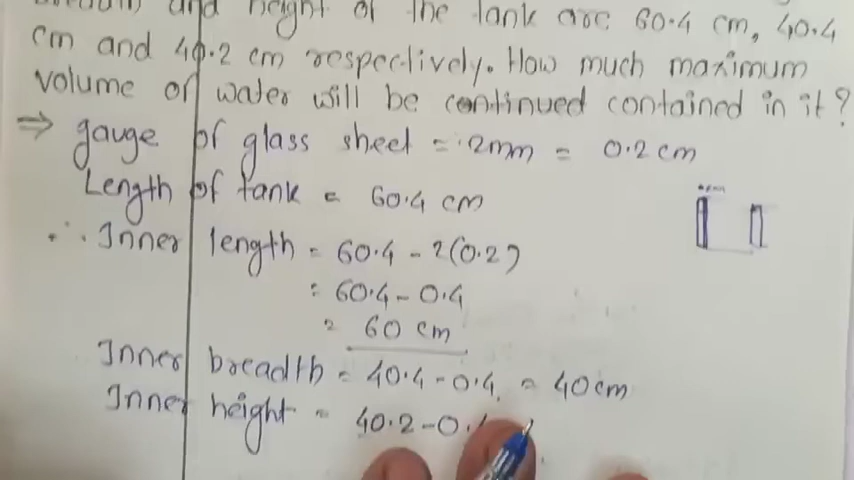 and height of the tank are 60.4 cm, 40.4
cm and 40.2 cm respectively. How much maximum
volume of water will be continued contained in it?
⇒ gauge of glass sheet = 2mm = 0.2 cm
Length of tank = 60.4 cm
∴ Inner length = 60.4 - 2(0.2)
= 60.4 - 0.4
= 60 cm
Inner breadth = 40.4 - 0.4 = 40cm
Inner height = 40.2 - 0.